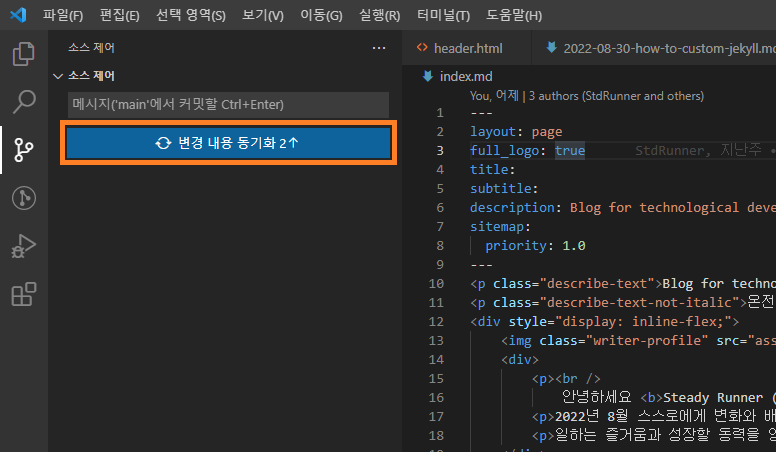 파일(F) 편집(E) 선택 영역(S) 보기(V) 이동(G) 실행(R) 터미널(T) 도움말(H)
소스 제어 ···
소스 제어
메시지('main'에서 커밋할 Ctrl+Enter)
변경 내용 동기화 2↑
header.html 2022-08-30-how-to-custom-jekyll.md
index.md
You, 어제 | 3 authors (StdRunner and others)
1 ---
2 layout: page
3 full_logo: true StdRunner, 지난주 •
4 title:
5 subtitle:
6 description: Blog for technological deve
7 sitemap:
8 priority: 1.0
9 ---
10 <p class="describe-text">Blog for techno
11 <p class="describe-text-not-italic">온전
12 <div style="display: inline-flex;">
13 <img class="writer-profile" src="ass
14 <div>
15 <p><br />
16 안녕하세요 <b>Steady Runner (
17 <p>2022년 8월 스스로에게 변화와 배
18 <p>일하는 즐거움과 성장할 동력을